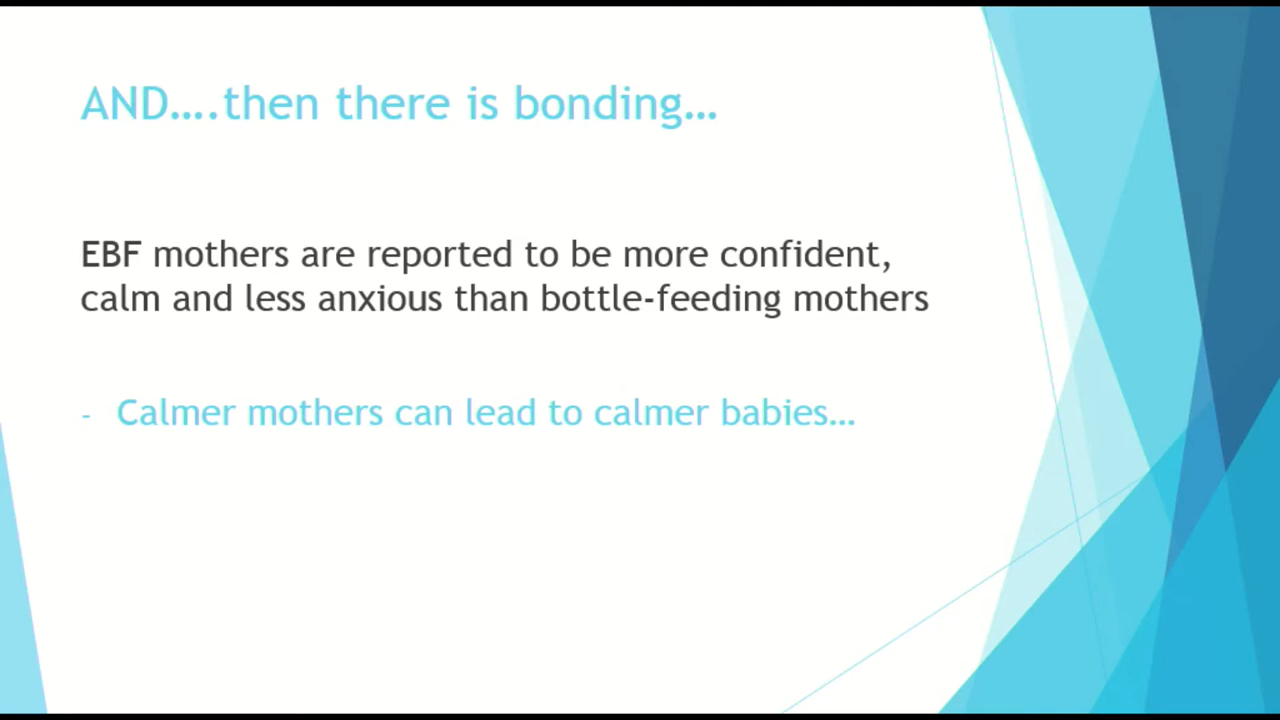 AND….then there is bonding…
EBF mothers are reported to be more confident,
calm and less anxious than bottle-feeding mothers
- Calmer mothers can lead to calmer babies…